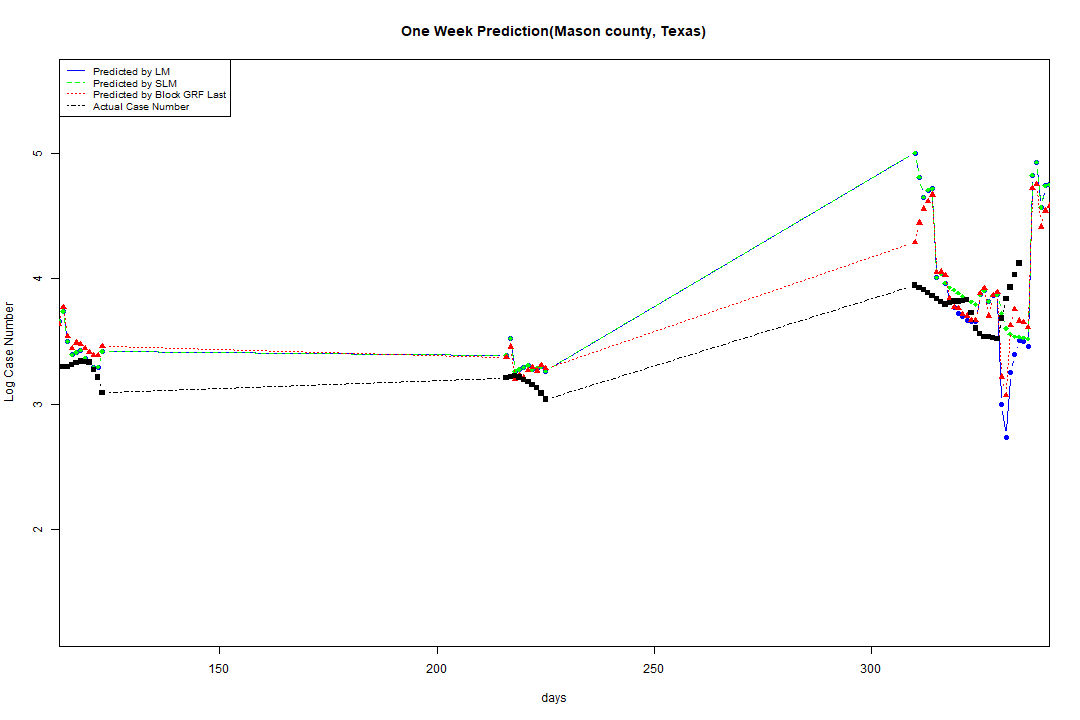 One Week Prediction(Mason county, Texas)
Predicted by LM
Predicted by SLM
Predicted by Block GRF Last
Actual Case Number
5
4
3
2
Log Case Number
150 200 250 300
days